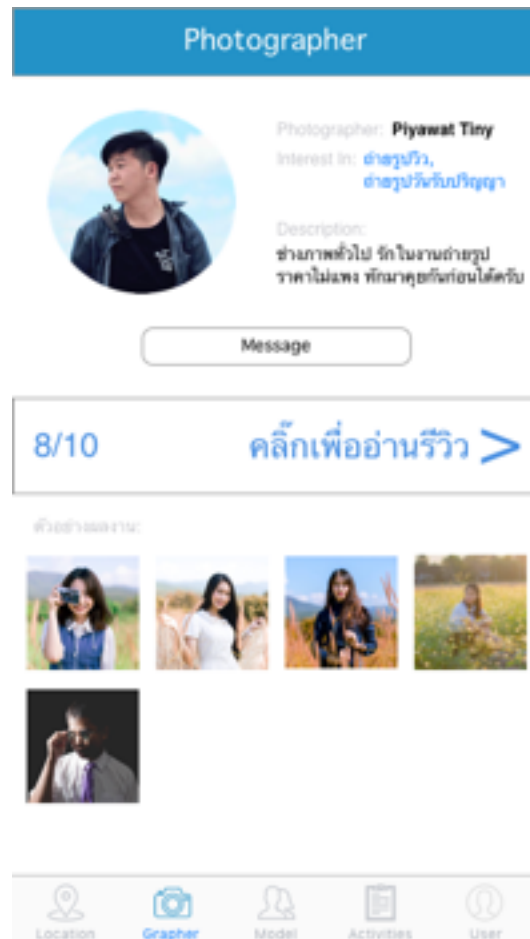 Photographer
Photographer: Piyawat Tiny
Interest In: ถ่ายรูปวิว,
ถ่ายรูปวันรับปริญญา
Description:
ช่างภาพทั่วไป รักในงานถ่ายรูป
ราคาไม่แพง ทักมาคุยกันก่อนได้ครับ
Message
8/10
คลิ๊กเพื่ออ่านรีวิว >
ตัวอย่างผลงาน:
Location
Grapher
Model
Activities
User